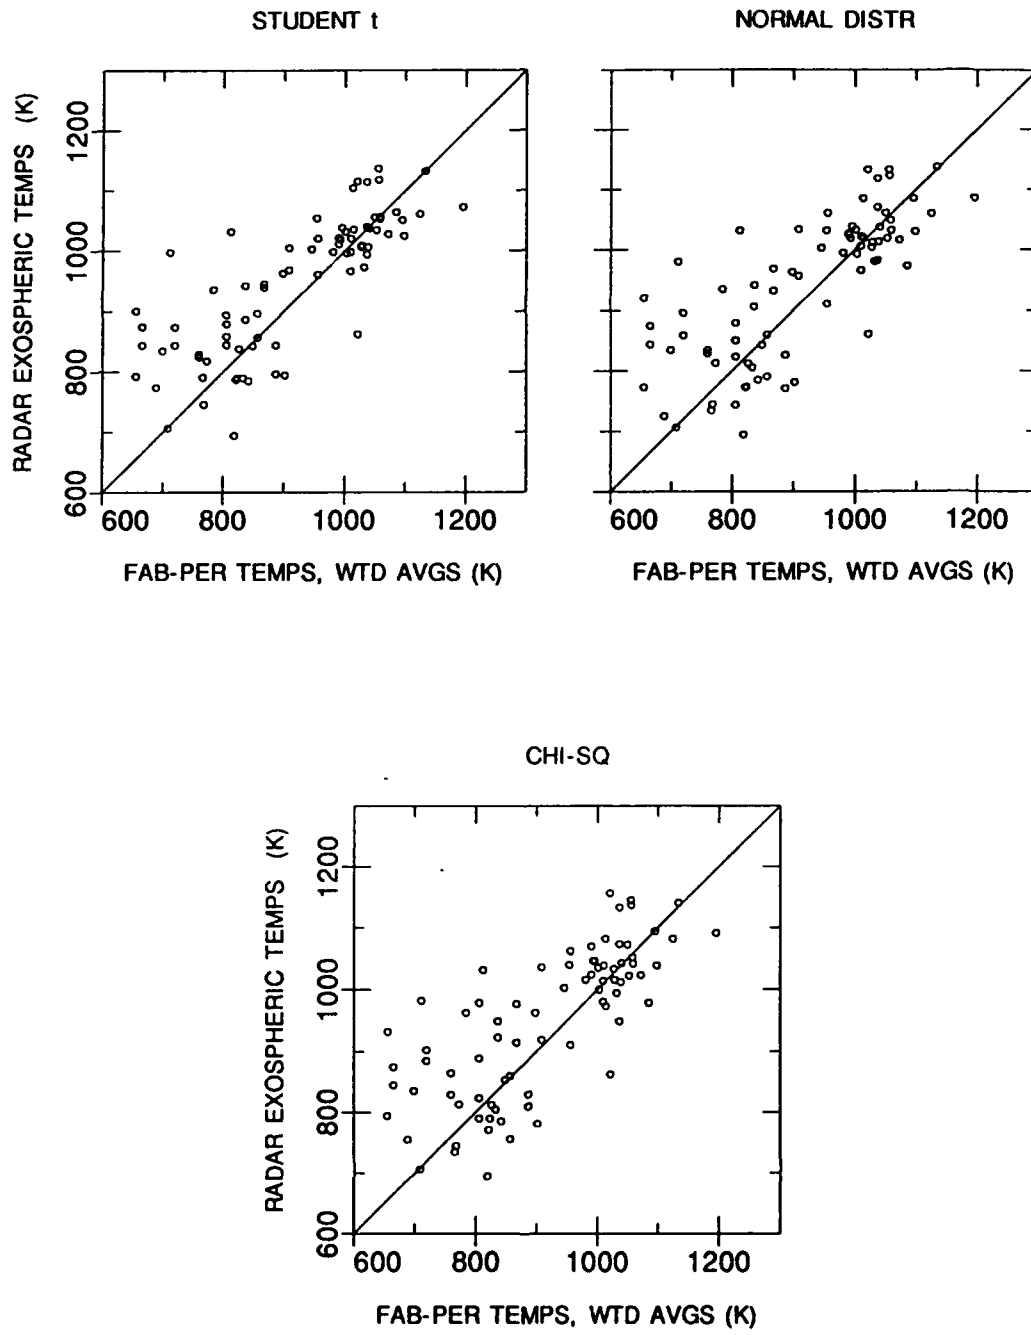 STUDENT t
NORMAL DISTR
RADAR EXOSPHERIC TEMPS (K)
1200
1000
800
600
600 800 1000 1200
600 800 1000 1200
FAB-PER TEMPS, WTD AVGS (K)
FAB-PER TEMPS, WTD AVGS (K)
CHI-SQ
RADAR EXOSPHERIC TEMPS (K)
1200
1000
800
600
600 800 1000 1200
FAB-PER TEMPS, WTD AVGS (K)